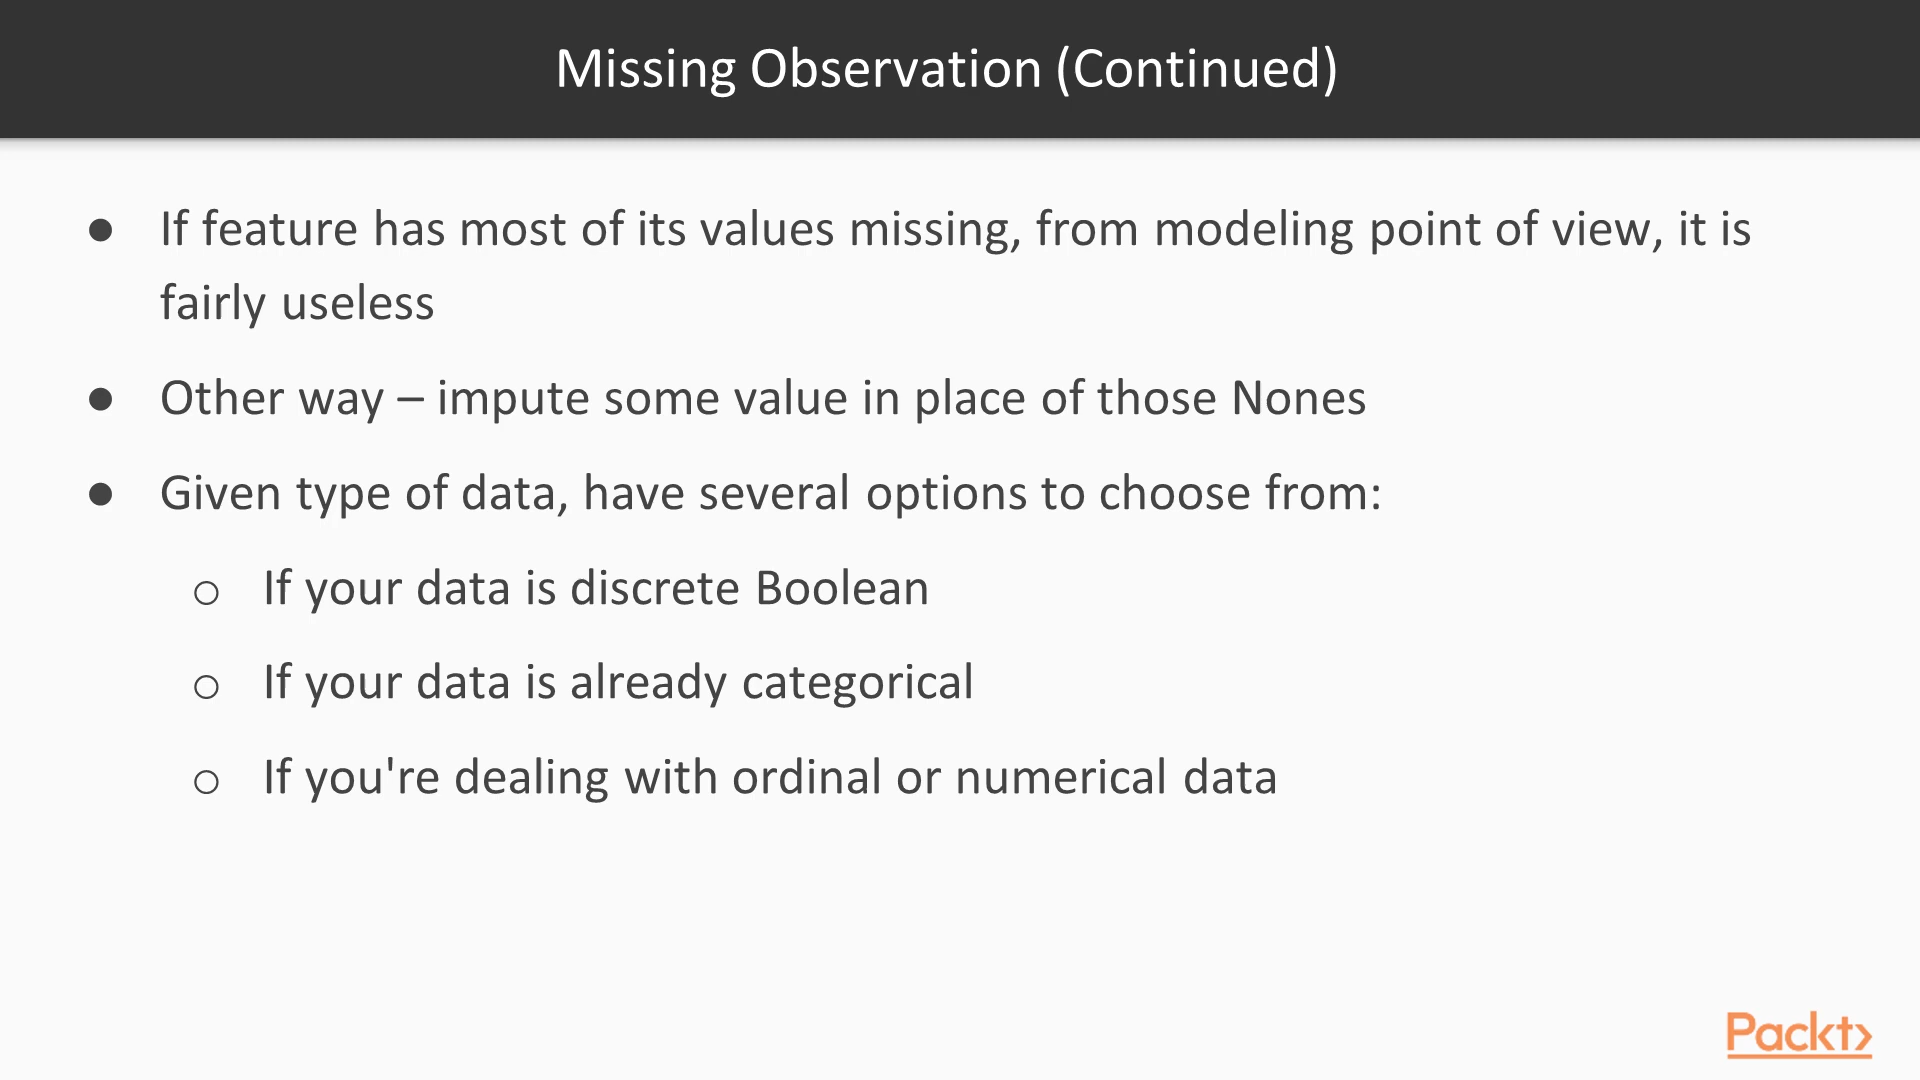 Missing Observation (Continued)
● If feature has most of its values missing, from modeling point of view, it is
fairly useless
● Other way – impute some value in place of those Nones
● Given type of data, have several options to choose from:
○ If your data is discrete Boolean
○ If your data is already categorical
○ If you're dealing with ordinal or numerical data
Packt>